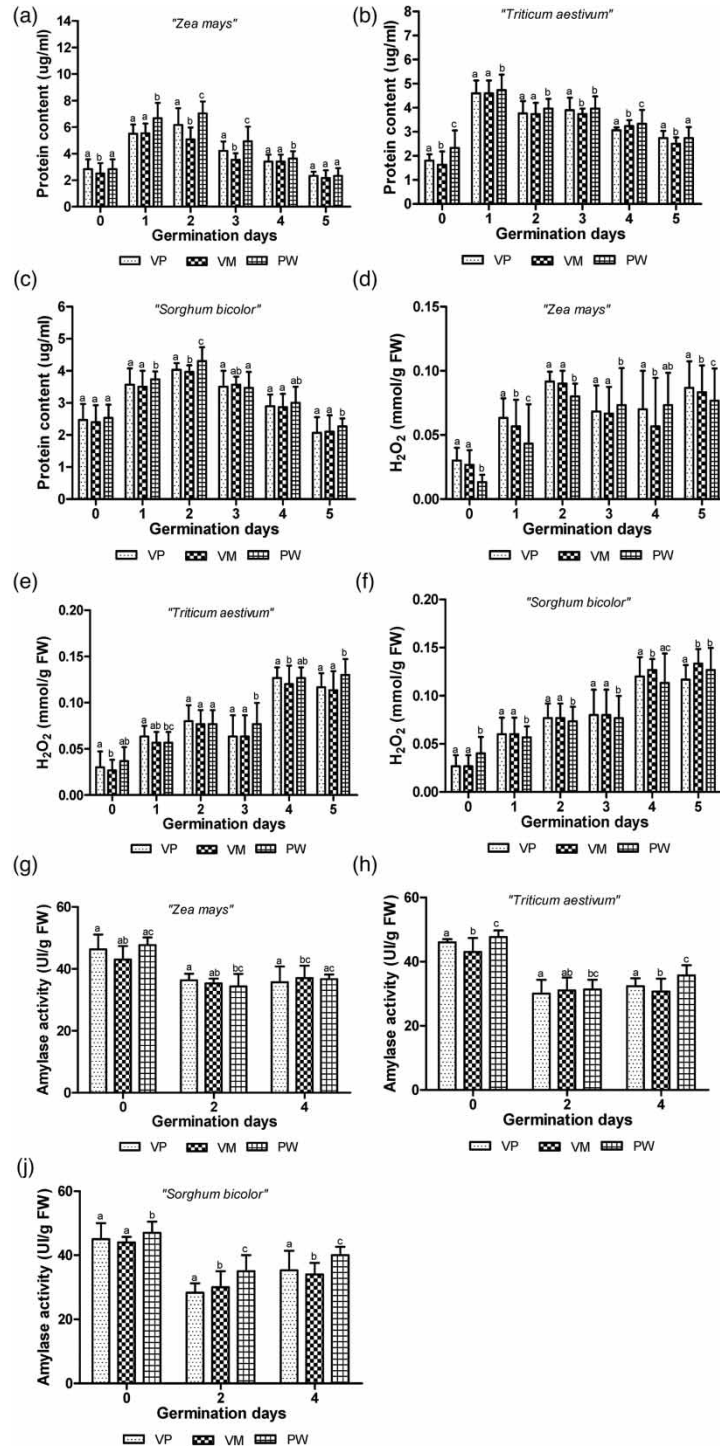 (a)
"Zea mays"
Protein content (ug/ml)
14
12
10
8
6
4
2
0
a b a
a a b
a b c
a b c
a a b
a a a
0 1 2 3 4 5
Germination days
VP VM PW
(b)
"Triticum aestivum"
Protein content (ug/ml)
8
6
4
2
0
a b c
a a b
a a b
a a b
a b c
a a b
0 1 2 3 4 5
Germination days
VP VM PW
(c)
"Sorghum bicolor"
Protein content (ug/ml)
6
5
4
3
2
1
0
a a a
a a b
a b c
a ab a
a a ab
a a b
0 1 2 3 4 5
Germination days
VP VM PW
(d)
"Zea mays"
H2O2 (mmol/g FW)
0.15
0.10
0.05
0.00
a a b
a b c
a a b
a a b
a b a
a b c
0 1 2 3 4 5
Germination days
VP VM PW
(e)
"Triticum aestivum"
H2O2 (mmol/g FW)
0.20
0.15
0.10
0.05
0.00
a b ab
a ab bc
a a a
a a b
a b ab
a a b
0 1 2 3 4 5
Germination days
VP VM PW
(f)
"Sorghum bicolor"
H2O2 (mmol/g FW)
0.20
0.15
0.10
0.05
0.00
a a b
a a b
a a b
a a b
a b ac
a b b
0 1 2 3 4 5
Germination days
VP VM PW
(g)
"Zea mays"
Amylase activity (UI/g FW)
60
40
20
0
a ab ac
a ab bc
a bc ac
0 2 4
Germination days
VP VM PW
(h)
"Triticum aestivum"
Amylase activity (UI/g FW)
60
40
20
0
a b c
a ab bc
a b c
0 2 4
Germination days
VP VM PW
(j)
"Sorghum bicolor"
Amylase activity (UI/g FW)
60
40
20
0
a a b
a b c
a b c
0 2 4
Germination days
VP VM PW